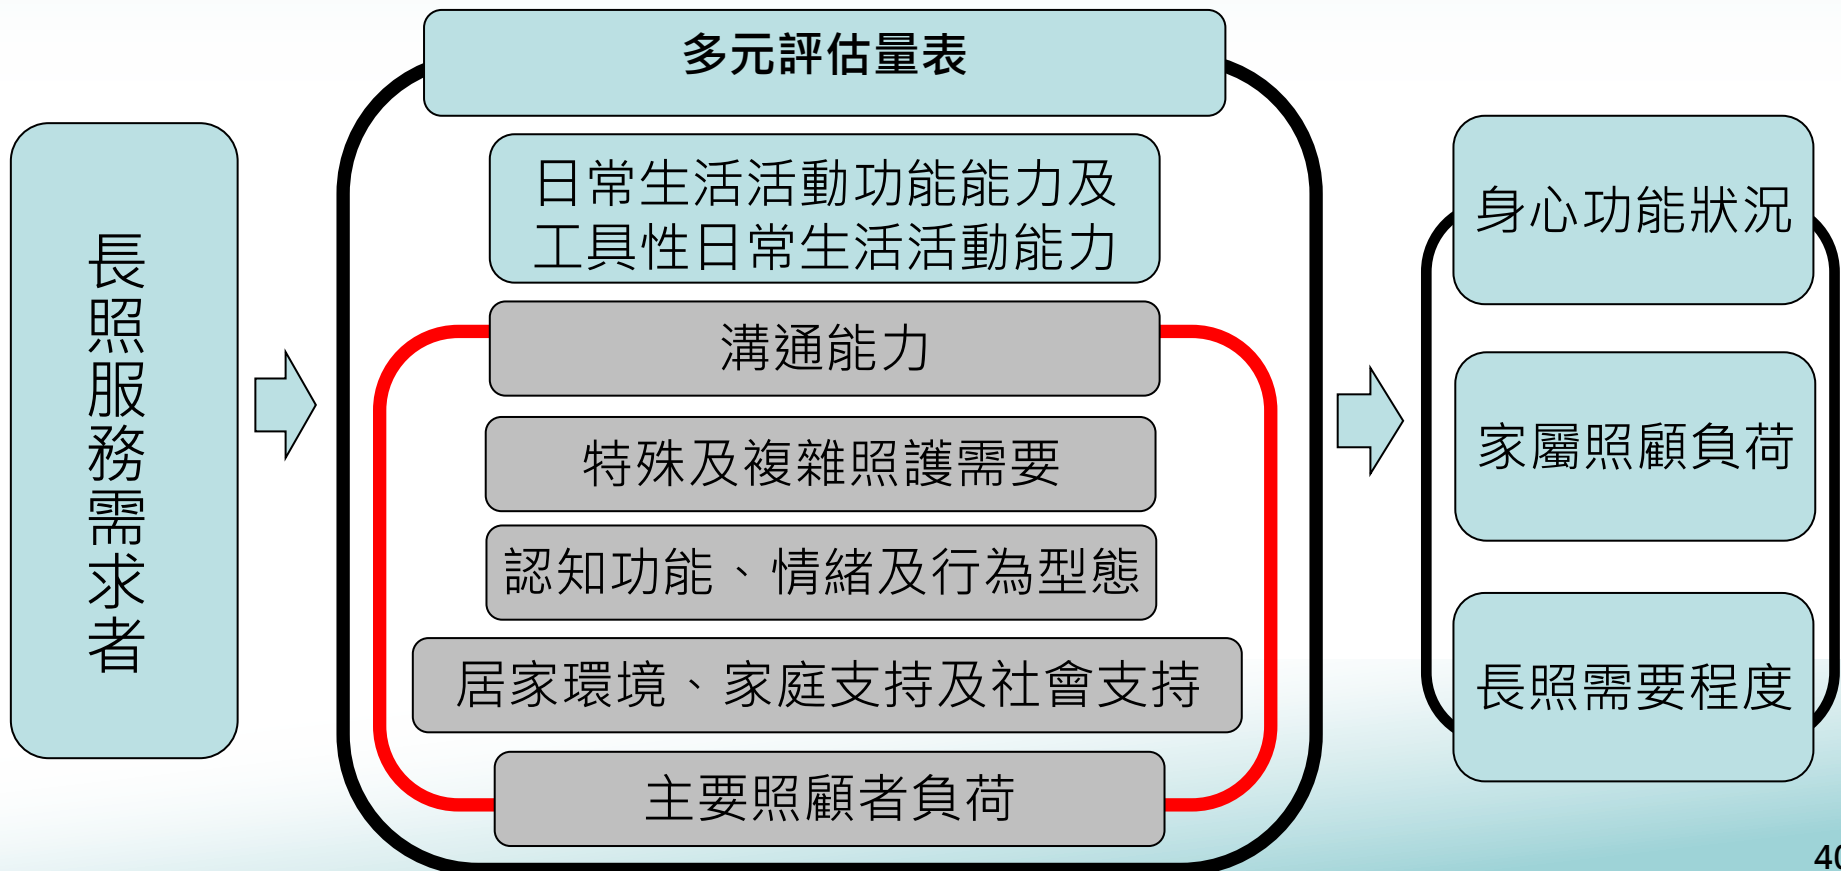 多元評估量表
長照服務需求者
日常生活活動功能能力及
工具性日常生活活動能力
溝通能力
特殊及複雜照護需要
認知功能、情緒及行為型態
居家環境、家庭支持及社會支持
主要照顧者負荷
身心功能狀況
家屬照顧負荷
長照需要程度
40